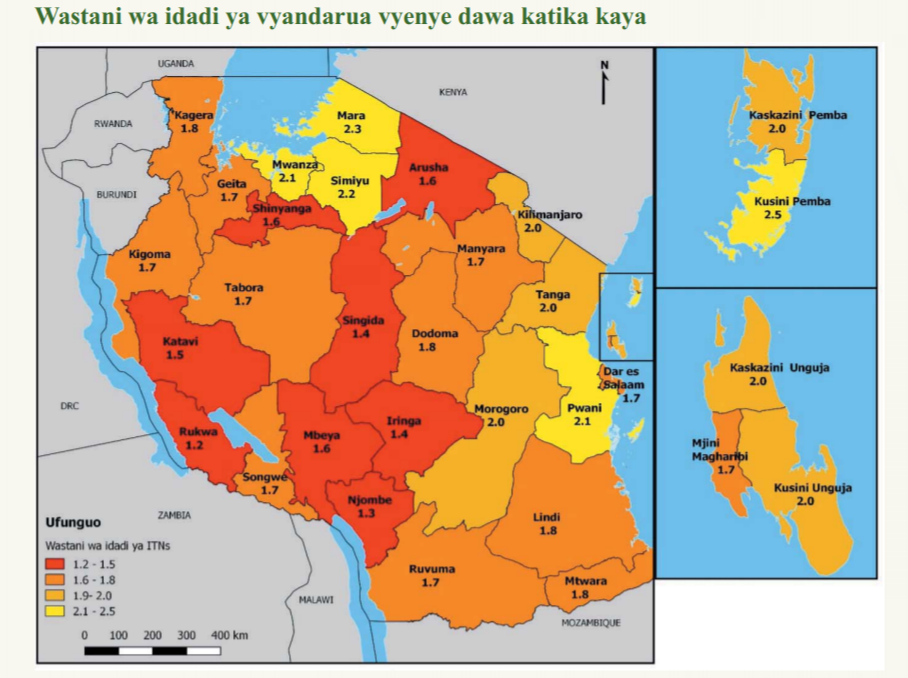 Wastani wa idadi ya vyandarua vyenye dawa katika kaya
UGANDA
KENYA
RWANDA
BURUNDI
DRC
ZAMBIA
MALAWI
MOZAMBIQUE
N
Kagera
1.8
Mara
2.3
Mwanza
2.1
Simiyu
2.2
Arusha
1.6
Geita
1.7
Shinyanga
1.6
Kilimanjaro
2.0
Kigoma
1.7
Manyara
1.7
Tabora
1.7
Tanga
2.0
Singida
1.4
Dodoma
1.8
Katavi
1.5
Dar es
Salaam
1.7
Morogoro
2.0
Pwani
2.1
Rukwa
1.2
Mbeya
1.6
Iringa
1.4
Songwe
1.7
Njombe
1.3
Lindi
1.8
Ruvuma
1.7
Mtwara
1.8
Ufunguo
Wastani wa idadi ya ITNs
1.2 - 1.5
1.6 - 1.8
1.9- 2.0
2.1 - 2.5
0 100 200 300 400 km
Kaskazini Pemba
2.0
Kusini Pemba
2.5
Kaskazini Unguja
2.0
Mjini
Magharibi
1.7
Kusini Unguja
2.0